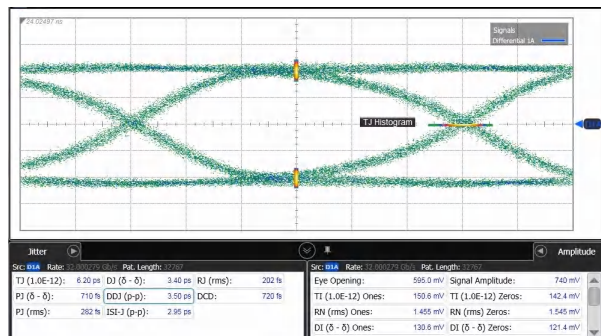 24.02497 ns
Signals
Differential 1A
TJ Histogram
Jitter
Amplitude
Src: D1A Rate: 32.000279 Gb/s Pat. Length: 32767
TJ (1.0E-12): 6.20 ps DJ (δ - δ): 3.40 ps RJ (rms): 202 fs
PJ (δ - δ): 710 fs DDJ (p-p): 3.50 ps DCD: 720 fs
PJ (rms): 282 fs ISI-J (p-p): 2.95 ps
Src: D1A Rate: 32.000279 Gb/s Pat. Length: 32767
Eye Opening: 595.0 mV Signal Amplitude: 740 mV
TI (1.0E-12) Ones: 150.6 mV TI (1.0E-12) Zeros: 142.4 mV
RN (rms) Ones: 1.455 mV RN (rms) Zeros: 1.545 mV
DI (δ - δ) Ones: 130.6 mV DI (δ - δ) Zeros: 121.4 mV